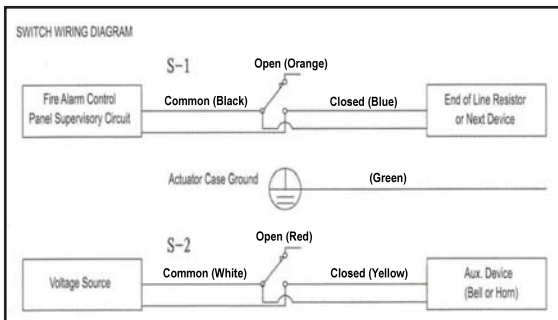 SWITCH WIRING DIAGRAM
S-1
Open (Orange)
Fire Alarm Control
Panel Supervisory Circuit
Common (Black)
Closed (Blue)
End of Line Resistor
or Next Device
Actuator Case Ground
(Green)
S-2
Open (Red)
Voltage Source
Common (White)
Closed (Yellow)
Aux. Device
(Bell or Horn)